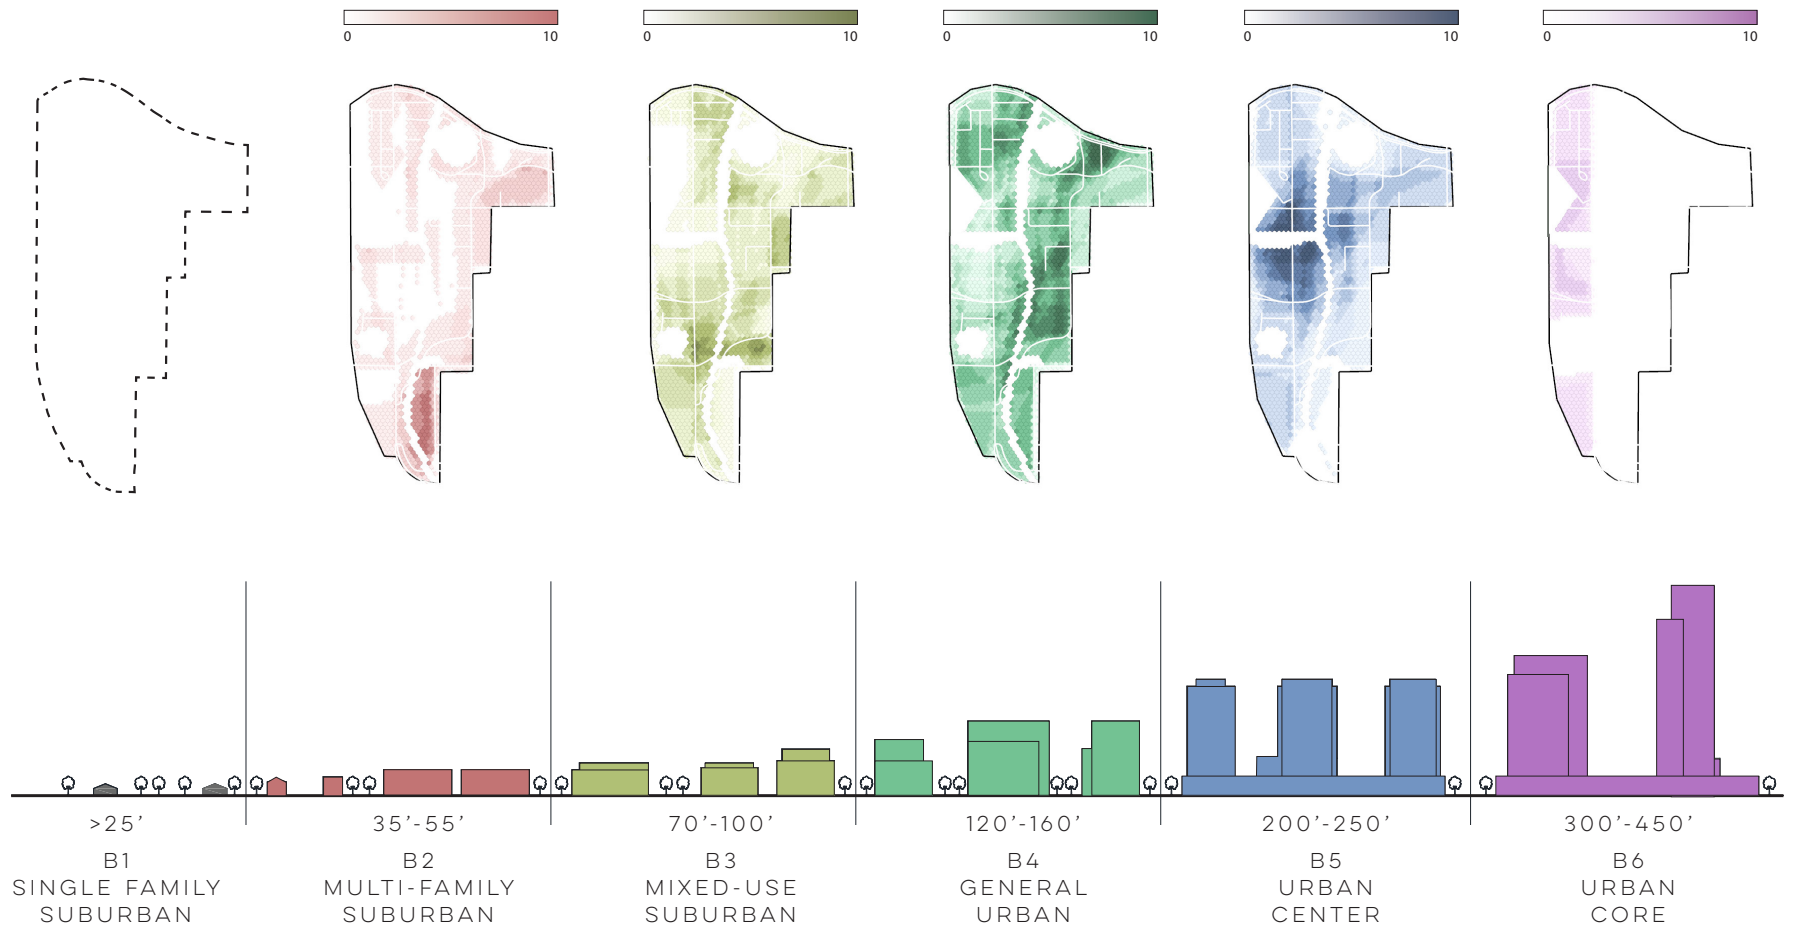 0 10 0 10 0 10 0 10 0 10
>25' 35'-55' 70'-100' 120'-160' 200'-250' 300'-450'
B1 B2 B3 B4 B5 B6
SINGLE FAMILY MULTI-FAMILY MIXED-USE GENERAL URBAN URBAN
SUBURBAN SUBURBAN SUBURBAN URBAN CENTER CORE